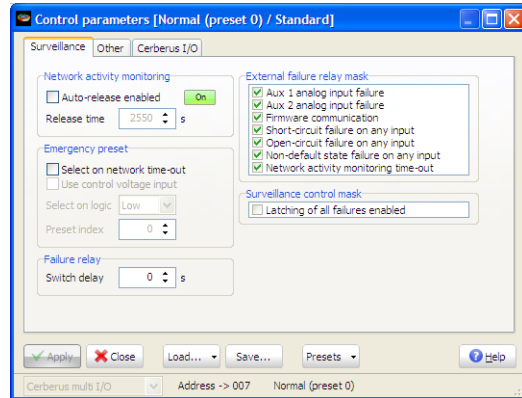 Control parameters [Normal (preset 0) / Standard]
Surveillance Other Cerberus I/O
Network activity monitoring
Auto-release enabled On
Release time 2550 s
Emergency preset
Select on network time-out
Use control voltage input
Select on logic Low
Preset index 0
Failure relay
Switch delay 0 s
External failure relay mask
Aux 1 analog input failure
Aux 2 analog input failure
Firmware communication
Short-circuit failure on any input
Open-circuit failure on any input
Non-default state failure on any input
Network activity monitoring time-out
Surveillance control mask
Latching of all failures enabled
Apply Close Load... Save... Presets Help
Cerberus multi I/O Address -> 007 Normal (preset 0)